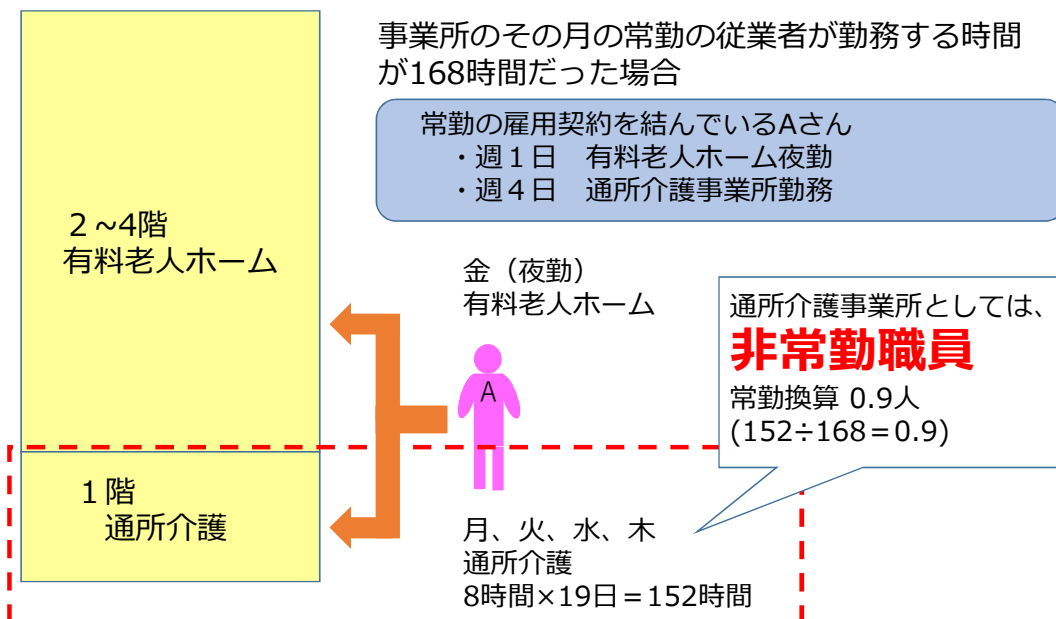 事業所のその月の常勤の従業者が勤務する時間
が168時間だった場合
常勤の雇用契約を結んでいるAさん
・週１日　有料老人ホーム夜勤
・週４日　通所介護事業所勤務
２~4階
有料老人ホーム
金（夜勤）
有料老人ホーム
通所介護事業所としては、
非常勤職員
常勤換算 0.9人
(152÷168＝0.9)
A
１階
通所介護
月、火、水、木
通所介護
8時間×19日＝152時間